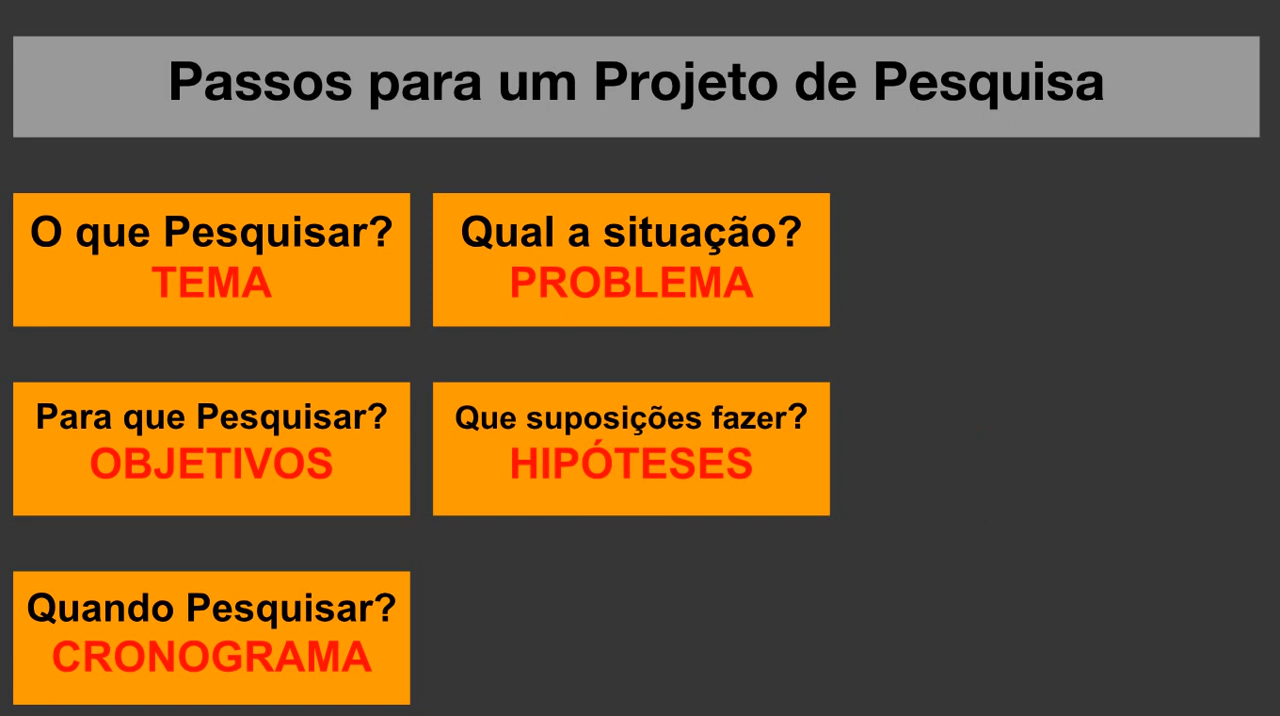 Passos para um Projeto de Pesquisa
O que Pesquisar?
TEMA
Qual a situação?
PROBLEMA
Para que Pesquisar?
OBJETIVOS
Que suposições fazer?
HIPÓTESES
Quando Pesquisar?
CRONOGRAMA